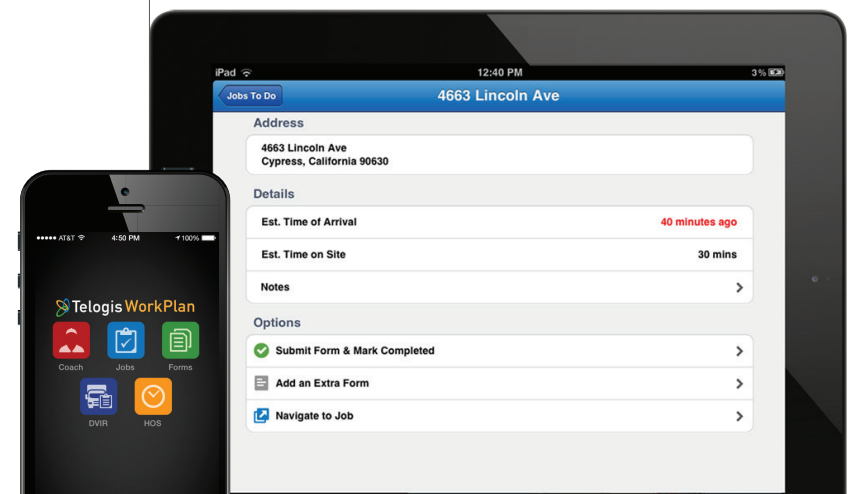 iPad 12:40 PM 3%
Jobs To Do 4663 Lincoln Ave
Address
4663 Lincoln Ave
Cypress, California 90630
Details
Est. Time of Arrival 40 minutes ago
Est. Time on Site 30 mins
Notes
Options
Submit Form & Mark Completed
Add an Extra Form
Navigate to Job
AT&T 4:50 PM 100%
Telogis WorkPlan
Coach Jobs Forms
DVIR HOS